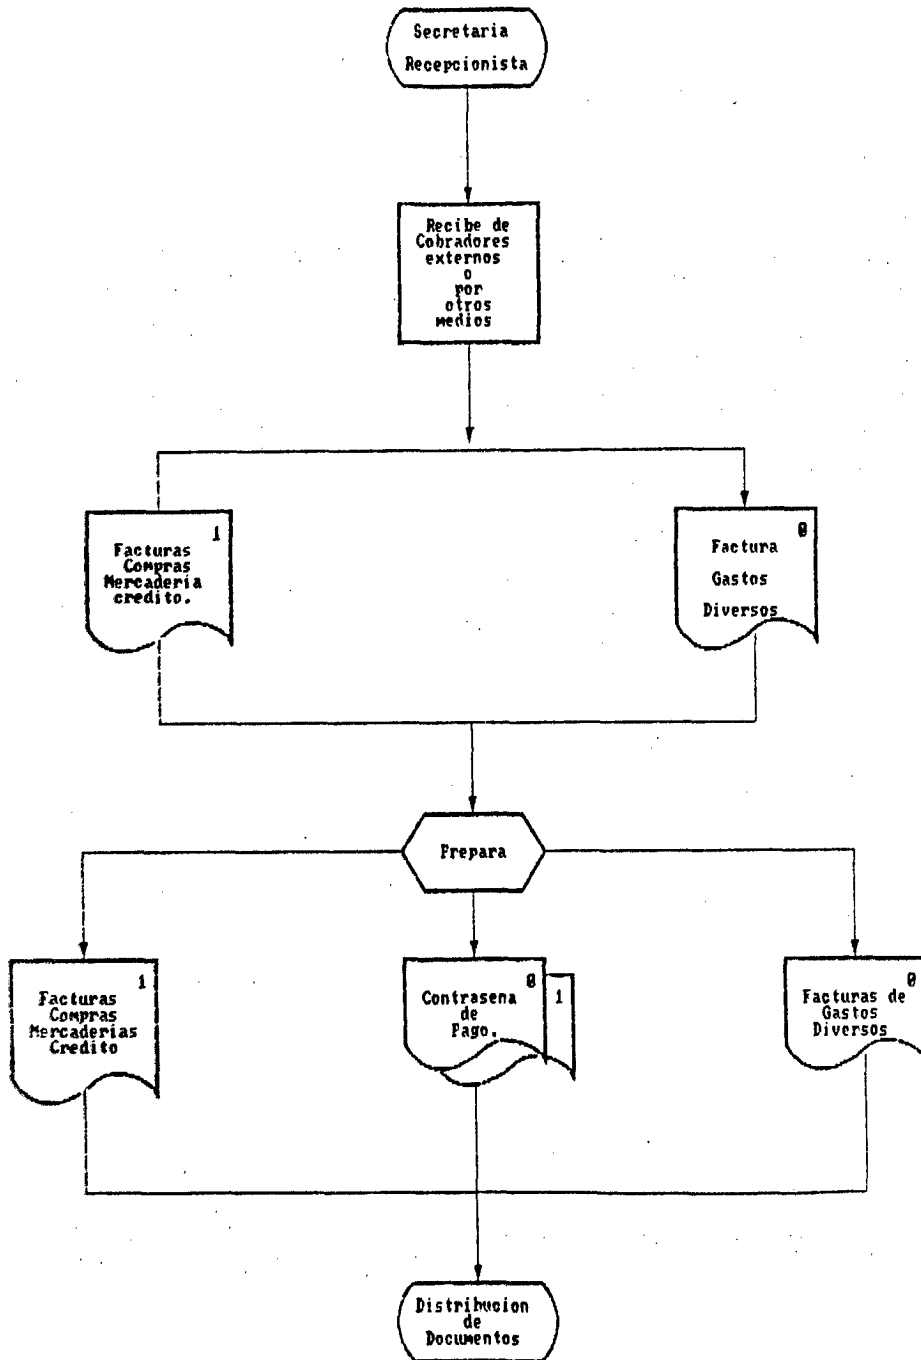 Secretaria
Recepcionista
Recibe de
Cobradores
externos
o
por
otros
medios
1
Facturas
Compras
Mercadería
credito.
0
Factura
Gastos
Diversos
Prepara
1
Facturas
Compras
Mercaderias
Credito
0
1
Contrasena
de
Pago.
0
Facturas de
Gastos
Diversos
Distribucion
de
Documentos